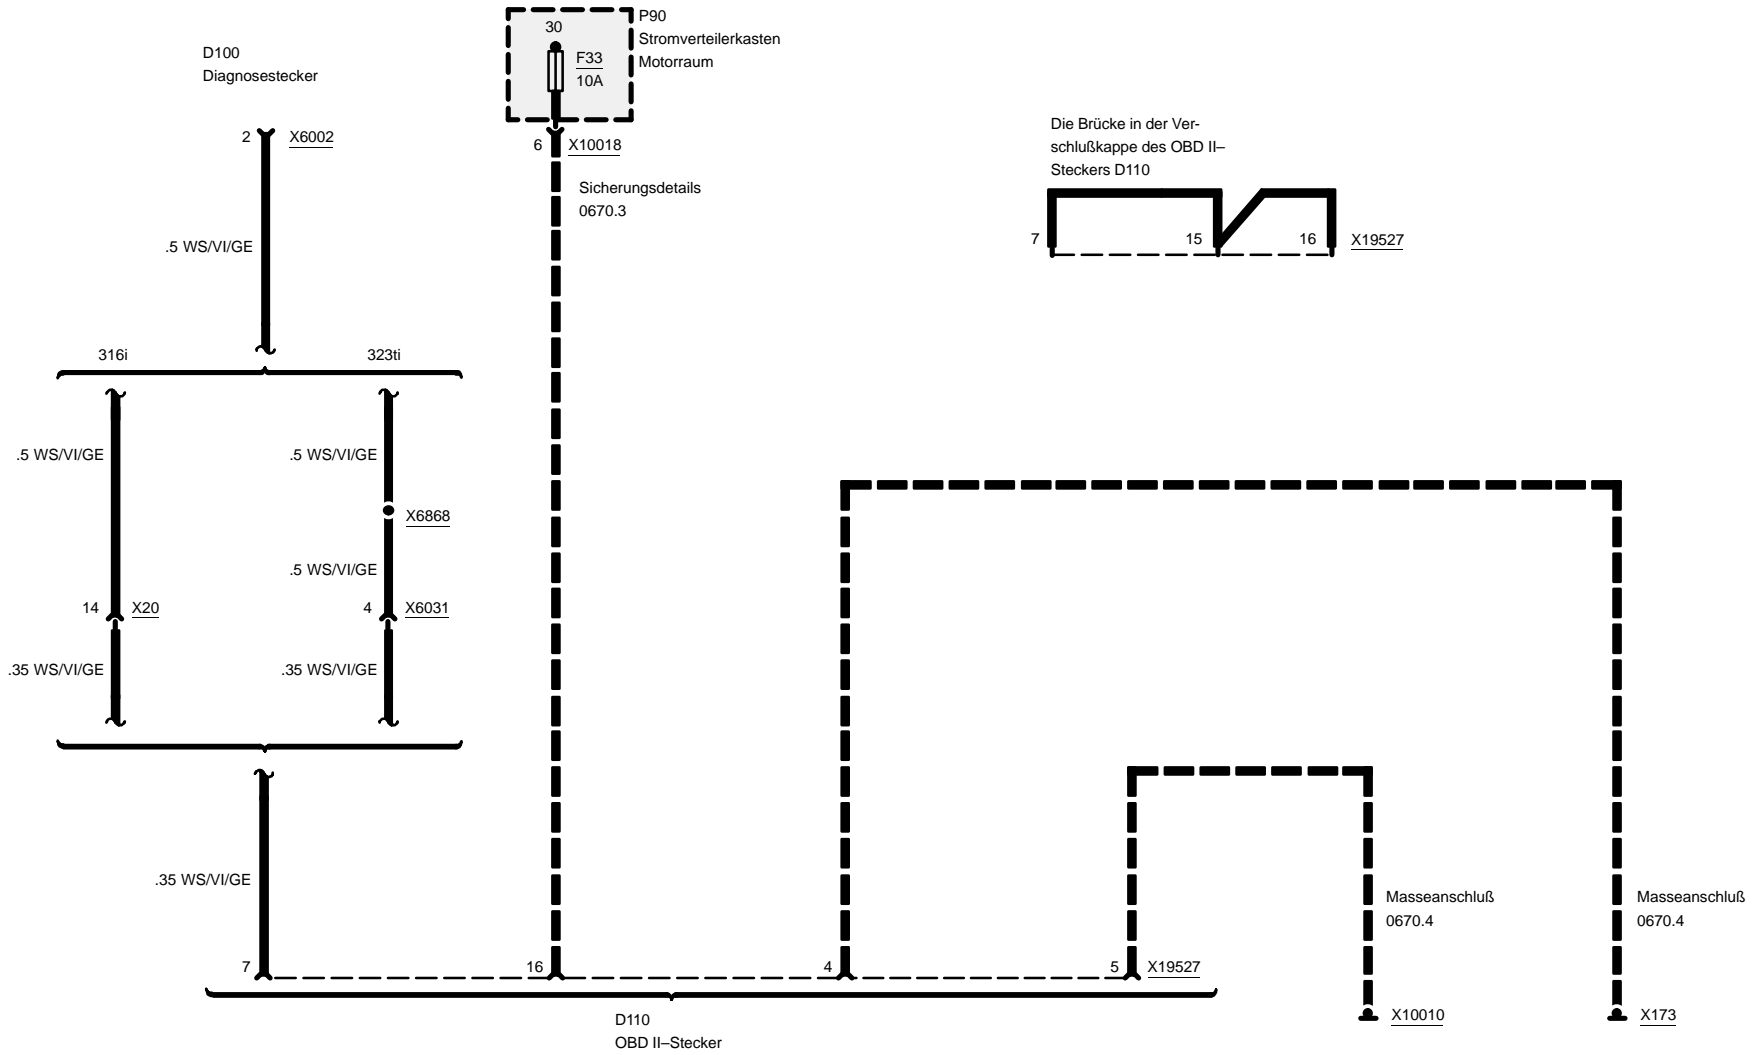 P90
Stromverteilerkasten
Motorraum
30
F33
10A
D100
Diagnosestecker
2
X6002
6
X10018
Sicherungsdetails
0670.3
Die Brücke in der Ver-
schlußkappe des OBD II–
Steckers D110
7
15
16
X19527
.5 WS/VI/GE
316i
323ti
.5 WS/VI/GE
.5 WS/VI/GE
X6868
.5 WS/VI/GE
14
X20
4
X6031
.35 WS/VI/GE
.35 WS/VI/GE
.35 WS/VI/GE
Masseanschluß
0670.4
Masseanschluß
0670.4
7
16
4
5
X19527
X10010
X173
D110
OBD II–Stecker